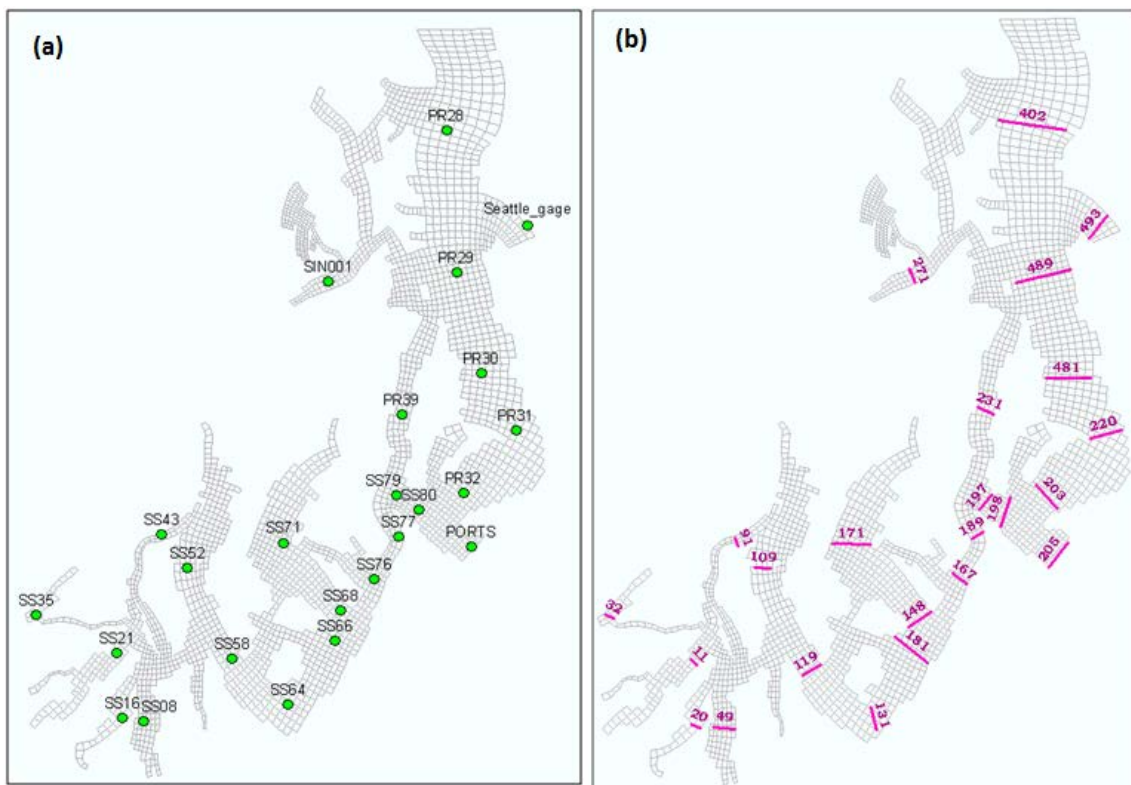 (a)
PR28
Seattle_gage
SIN001
PR29
PR30
PR39
PR31
SS79
PR32
SS80
SS43
SS71
SS77
PORTS
SS52
SS76
SS35
SS68
SS66
SS21
SS58
SS64
SS16
SS08
(b)
402
493
271
489
481
231
220
197
198
203
189
205
91
109
171
167
32
148
181
11
119
20
49
131